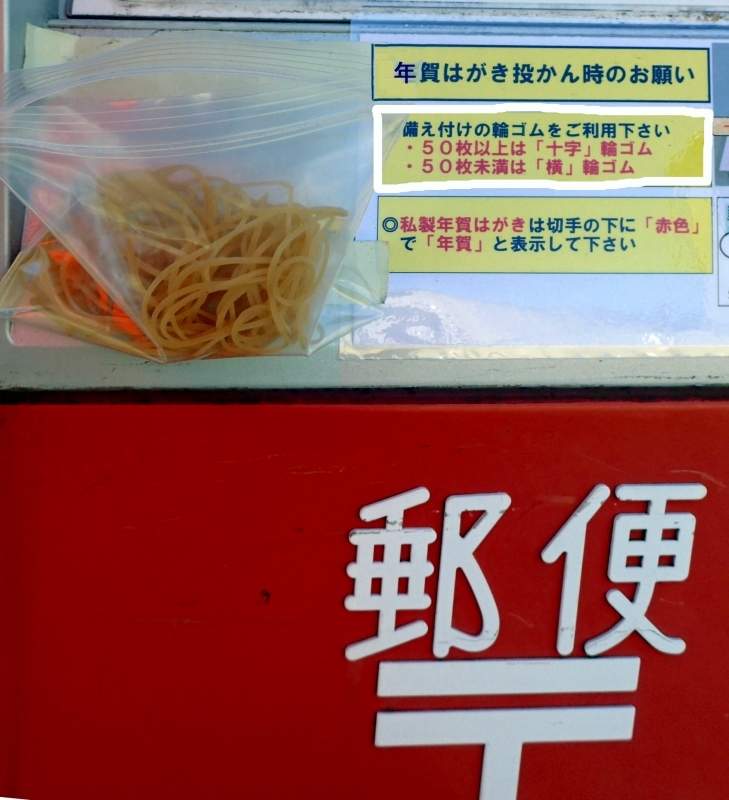 年賀はがき投かん時のお願い
備え付けの輪ゴムをご利用下さい
・５０枚以上は「十字」輪ゴム
・５０枚未満は「横」輪ゴム
◎私製年賀はがきは切手の下に「赤色」
で「年賀」と表示して下さい
郵便
〒